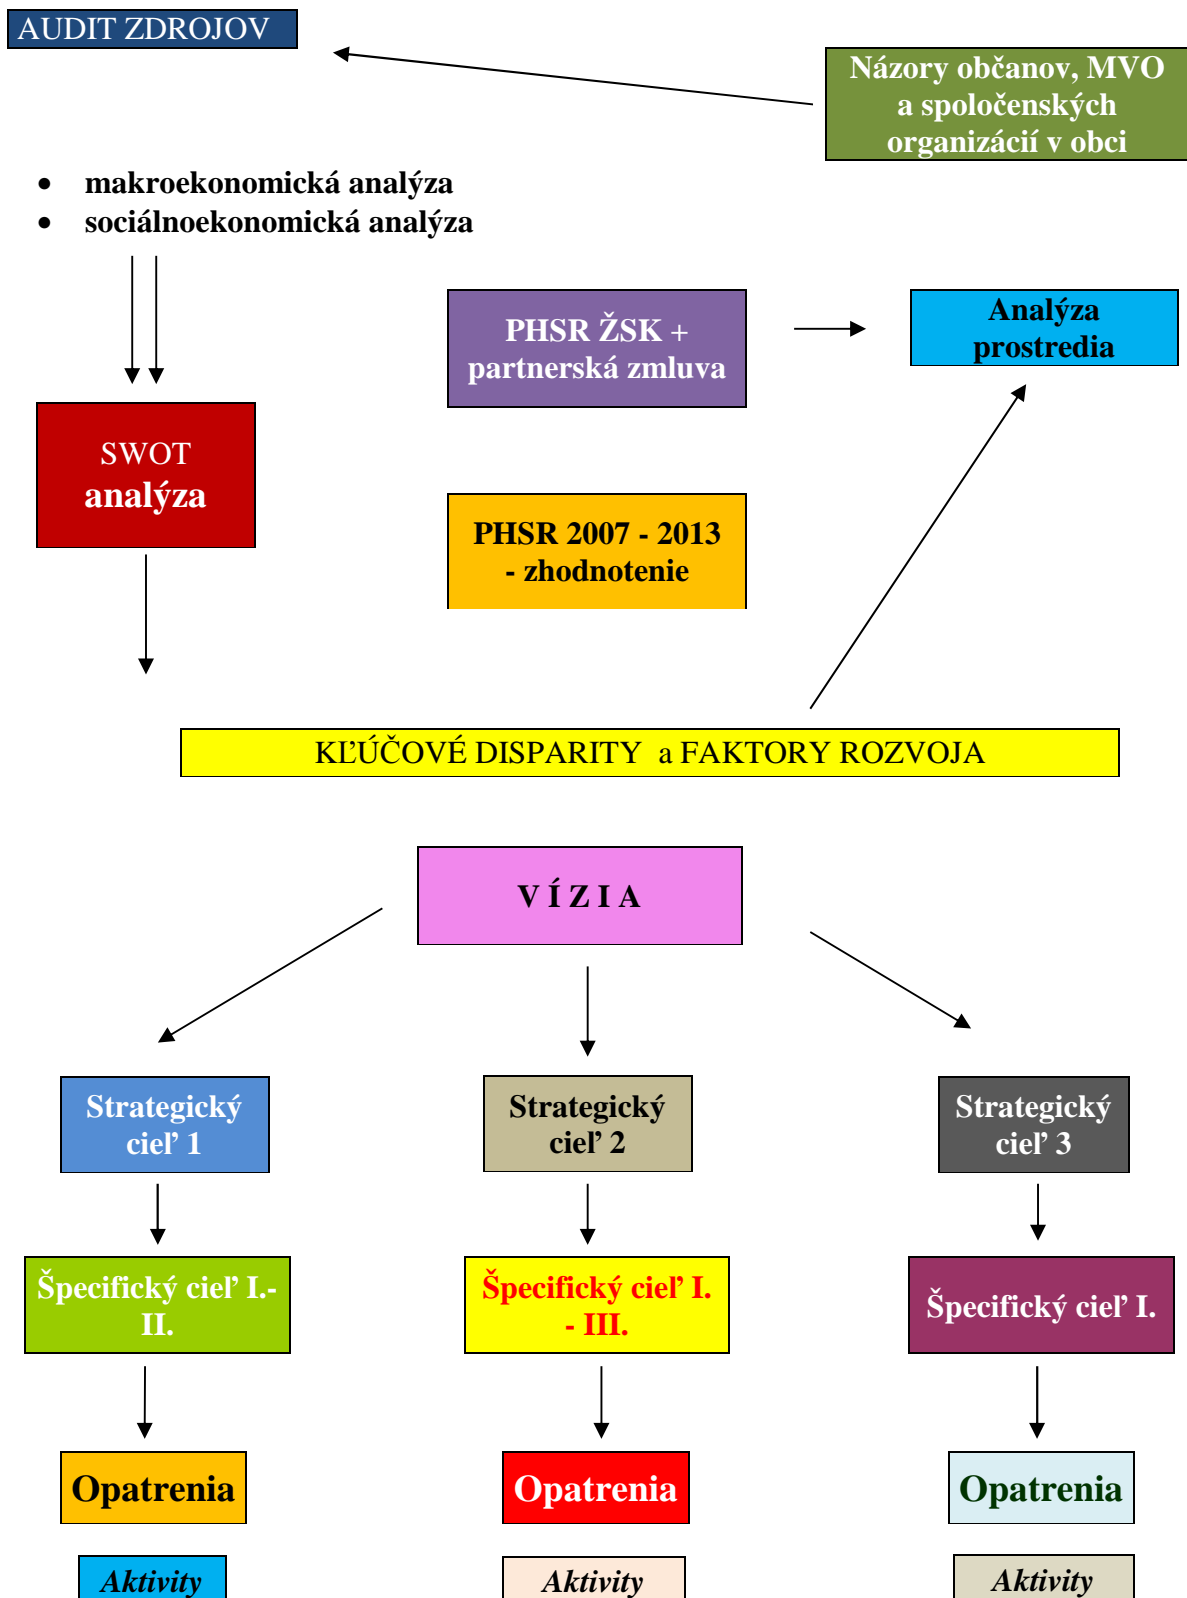 AUDIT ZDROJOV
Názory občanov, MVO
a spoločenských
organizácií v obci
• makroekonomická analýza
• sociálnoekonomická analýza
PHSR ŽSK +
partnerská zmluva
Analýza
prostredia
SWOT
analýza
PHSR 2007 - 2013
- zhodnotenie
KĽÚČOVÉ DISPARITY a FAKTORY ROZVOJA
V Í Z I A
Strategický
cieľ 1
Strategický
cieľ 2
Strategický
cieľ 3
Špecifický cieľ I.-
II.
Špecifický cieľ I.
- III.
Špecifický cieľ I.
Opatrenia
Opatrenia
Opatrenia
Aktivity
Aktivity
Aktivity